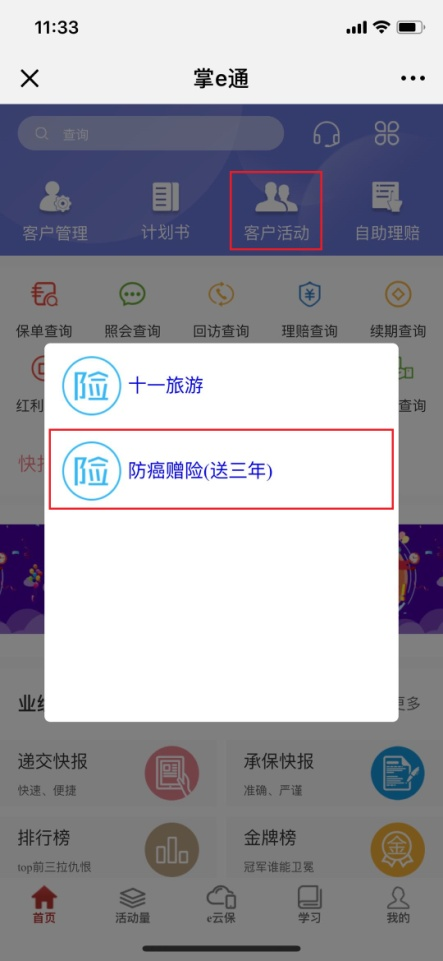 11:33
掌e通
查询
客户管理
计划书
客户活动
自助理赔
保单查询
照会查询
回访查询
理赔查询
续期查询
红利
查询
险
十一旅游
快报
险
防癌赠险(送三年)
更多
递交快报
快速、便捷
承保快报
准确、严谨
排行榜
top前三拉仇恨
金牌榜
冠军谁能卫冕
首页
活动量
e云保
学习
我的